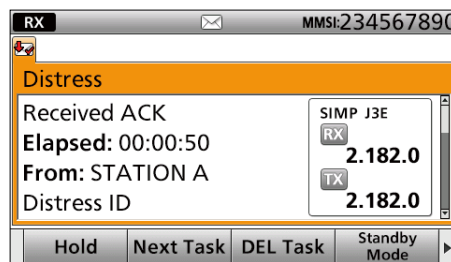 RX MMSI:234567890
Distress
Received ACK
Elapsed: 00:00:50
From: STATION A
Distress ID
SIMP J3E
RX
2.182.0
TX
2.182.0
Hold Next Task DEL Task Standby Mode